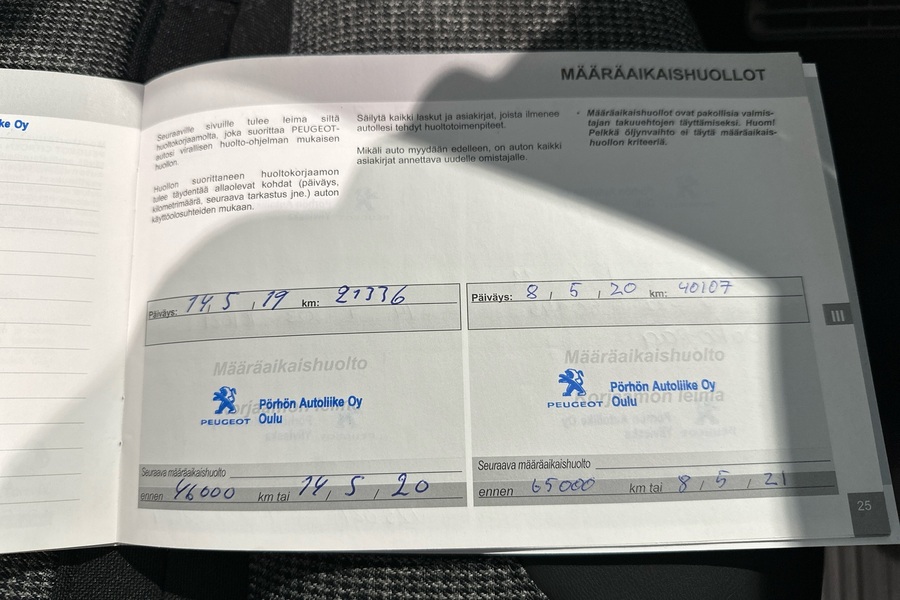 ke Oy
MÄÄRÄAIKAISHUOLLOT
Seuraaville sivuille tulee leima siltä
huoltokorjaamolta, joka suorittaa PEUGEOT-
autosi virallisen huolto-ohjelman mukaisen
huollon.
Huollon suorittaneen huoltokorjaamon
tulee täydentää allaolevat kohdat (päiväys,
kilometrimäärä, seuraava tarkastus jne.) auton
käyttöolosuhteiden mukaan.
Säilytä kaikki laskut ja asiakirjat, joista ilmenee
autollesi tehdyt huoltotoimenpiteet.
Mikäli auto myydään edelleen, on auton kaikki
asiakirjat annettava uudelle omistajalle.
• Määräaikaishuollot ovat pakollisia valmis-
tajan takuuehtojen täyttämiseksi. Huom!
Pelkkä öljynvaihto ei täytä määräaikais-
huollon kriteeriä.
Päiväys: 14, 5, 19 km: 21336
Määräaikaishuolto
Pörhön Autoliike Oy
PEUGEOT Oulu
Seuraava määräaikaishuolto
ennen 46000 km tai 14, 5, 20
Päiväys: 8, 5, 20 km: 40107
Määräaikaishuolto
Korjaamon leima
Pörhön Autoliike Oy
PEUGEOT Oulu
Seuraava määräaikaishuolto
ennen 65000 km tai 8, 5, 21
III
25